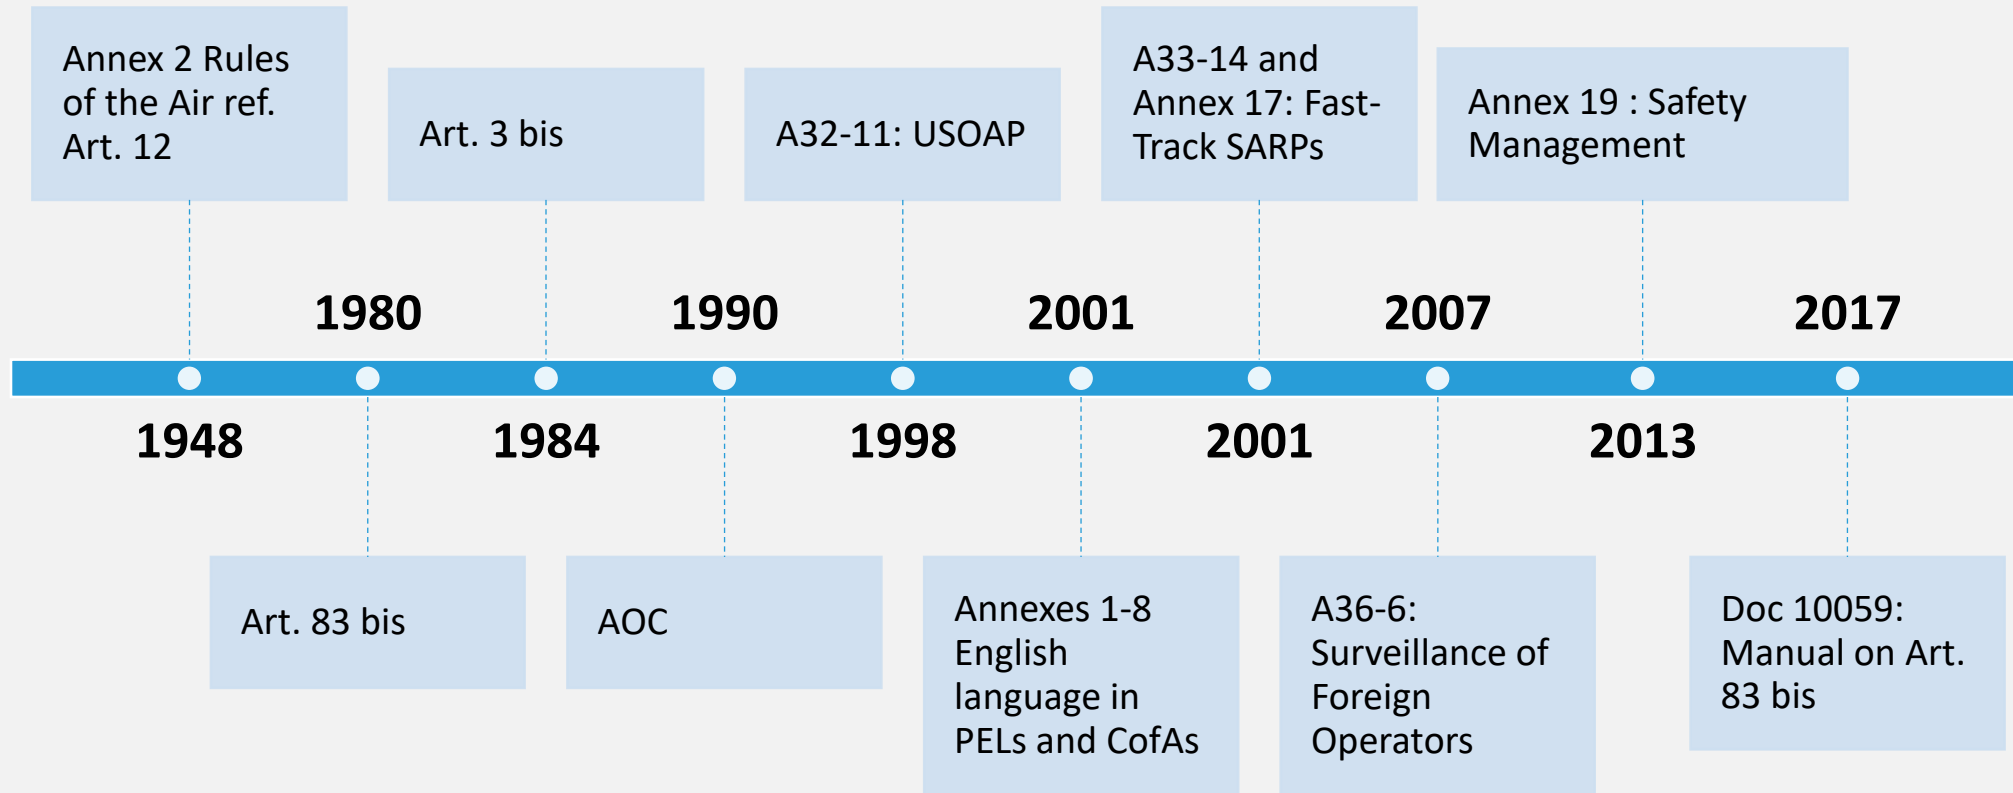 Annex 2 Rules
of the Air ref.
Art. 12
Art. 3 bis
A32-11: USOAP
A33-14 and
Annex 17: Fast-
Track SARPs
Annex 19 : Safety
Management
1980
1990
2001
2007
2017
1948
1984
1998
2001
2013
Art. 83 bis
AOC
Annexes 1-8
English
language in
PELs and CofAs
A36-6:
Surveillance of
Foreign
Operators
Doc 10059:
Manual on Art.
83 bis